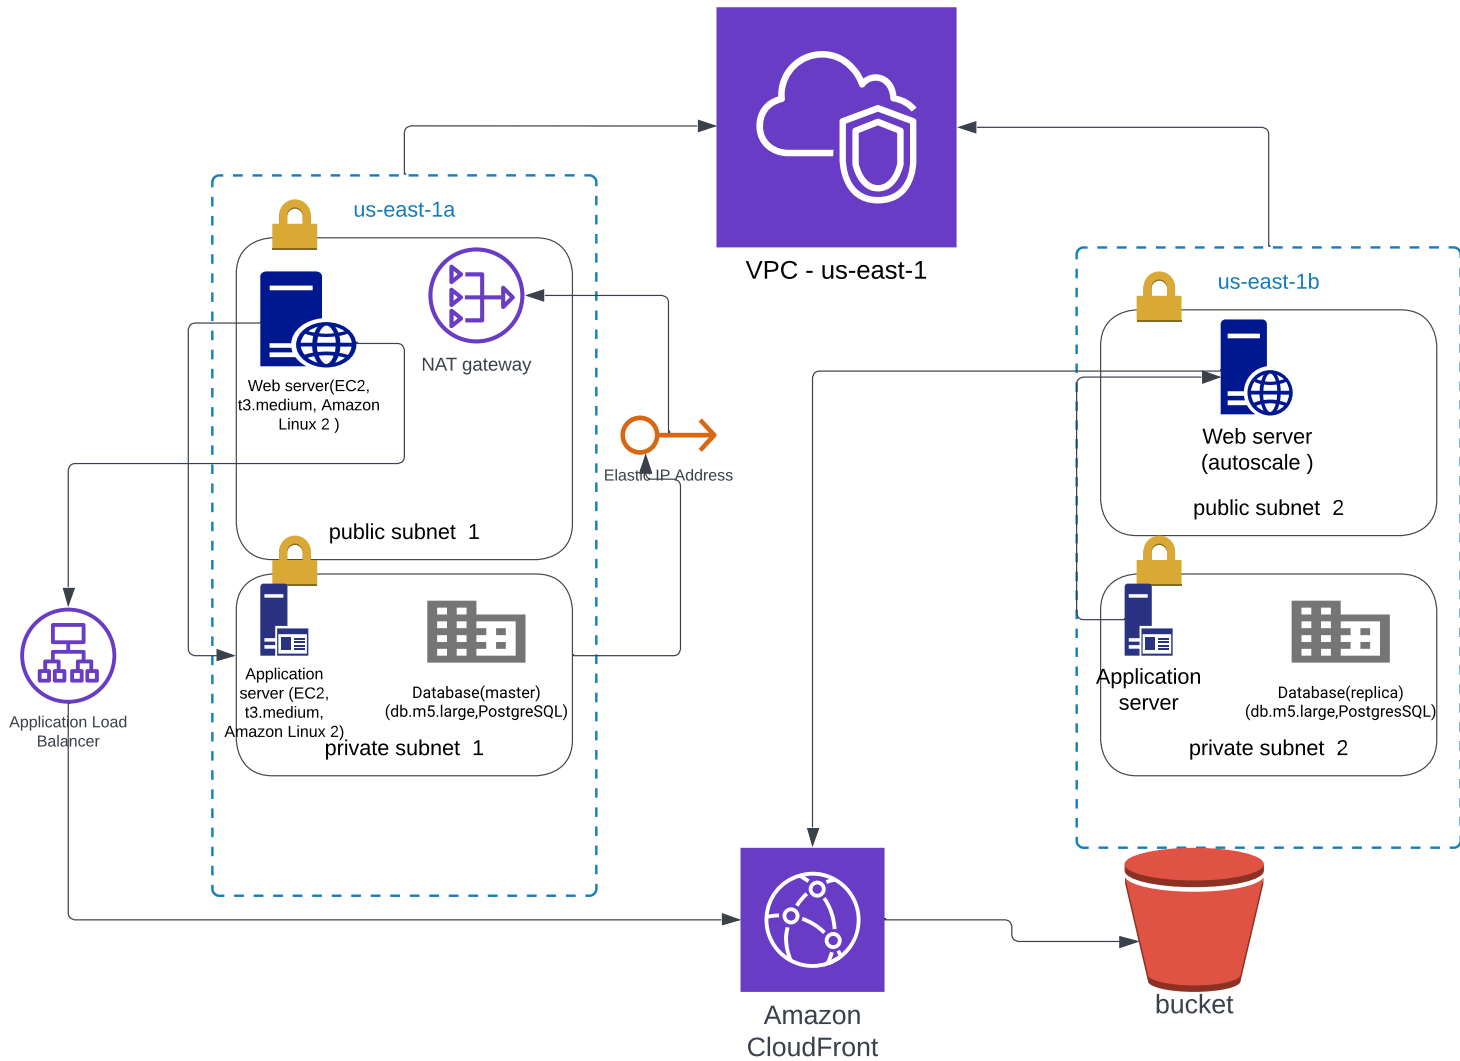 VPC - us-east-1
us-east-1a
NAT gateway
Web server(EC2,
t3.medium, Amazon
Linux 2 )
public subnet  1
Elastic IP Address
Application
server (EC2,
t3.medium,
Amazon Linux 2)
Database(master)
(db.m5.large,PostgreSQL)
private subnet  1
Application Load
Balancer
us-east-1b
Web server
(autoscale )
public subnet  2
Application
server
Database(replica)
(db.m5.large,PostgresSQL)
private subnet  2
Amazon
CloudFront
bucket